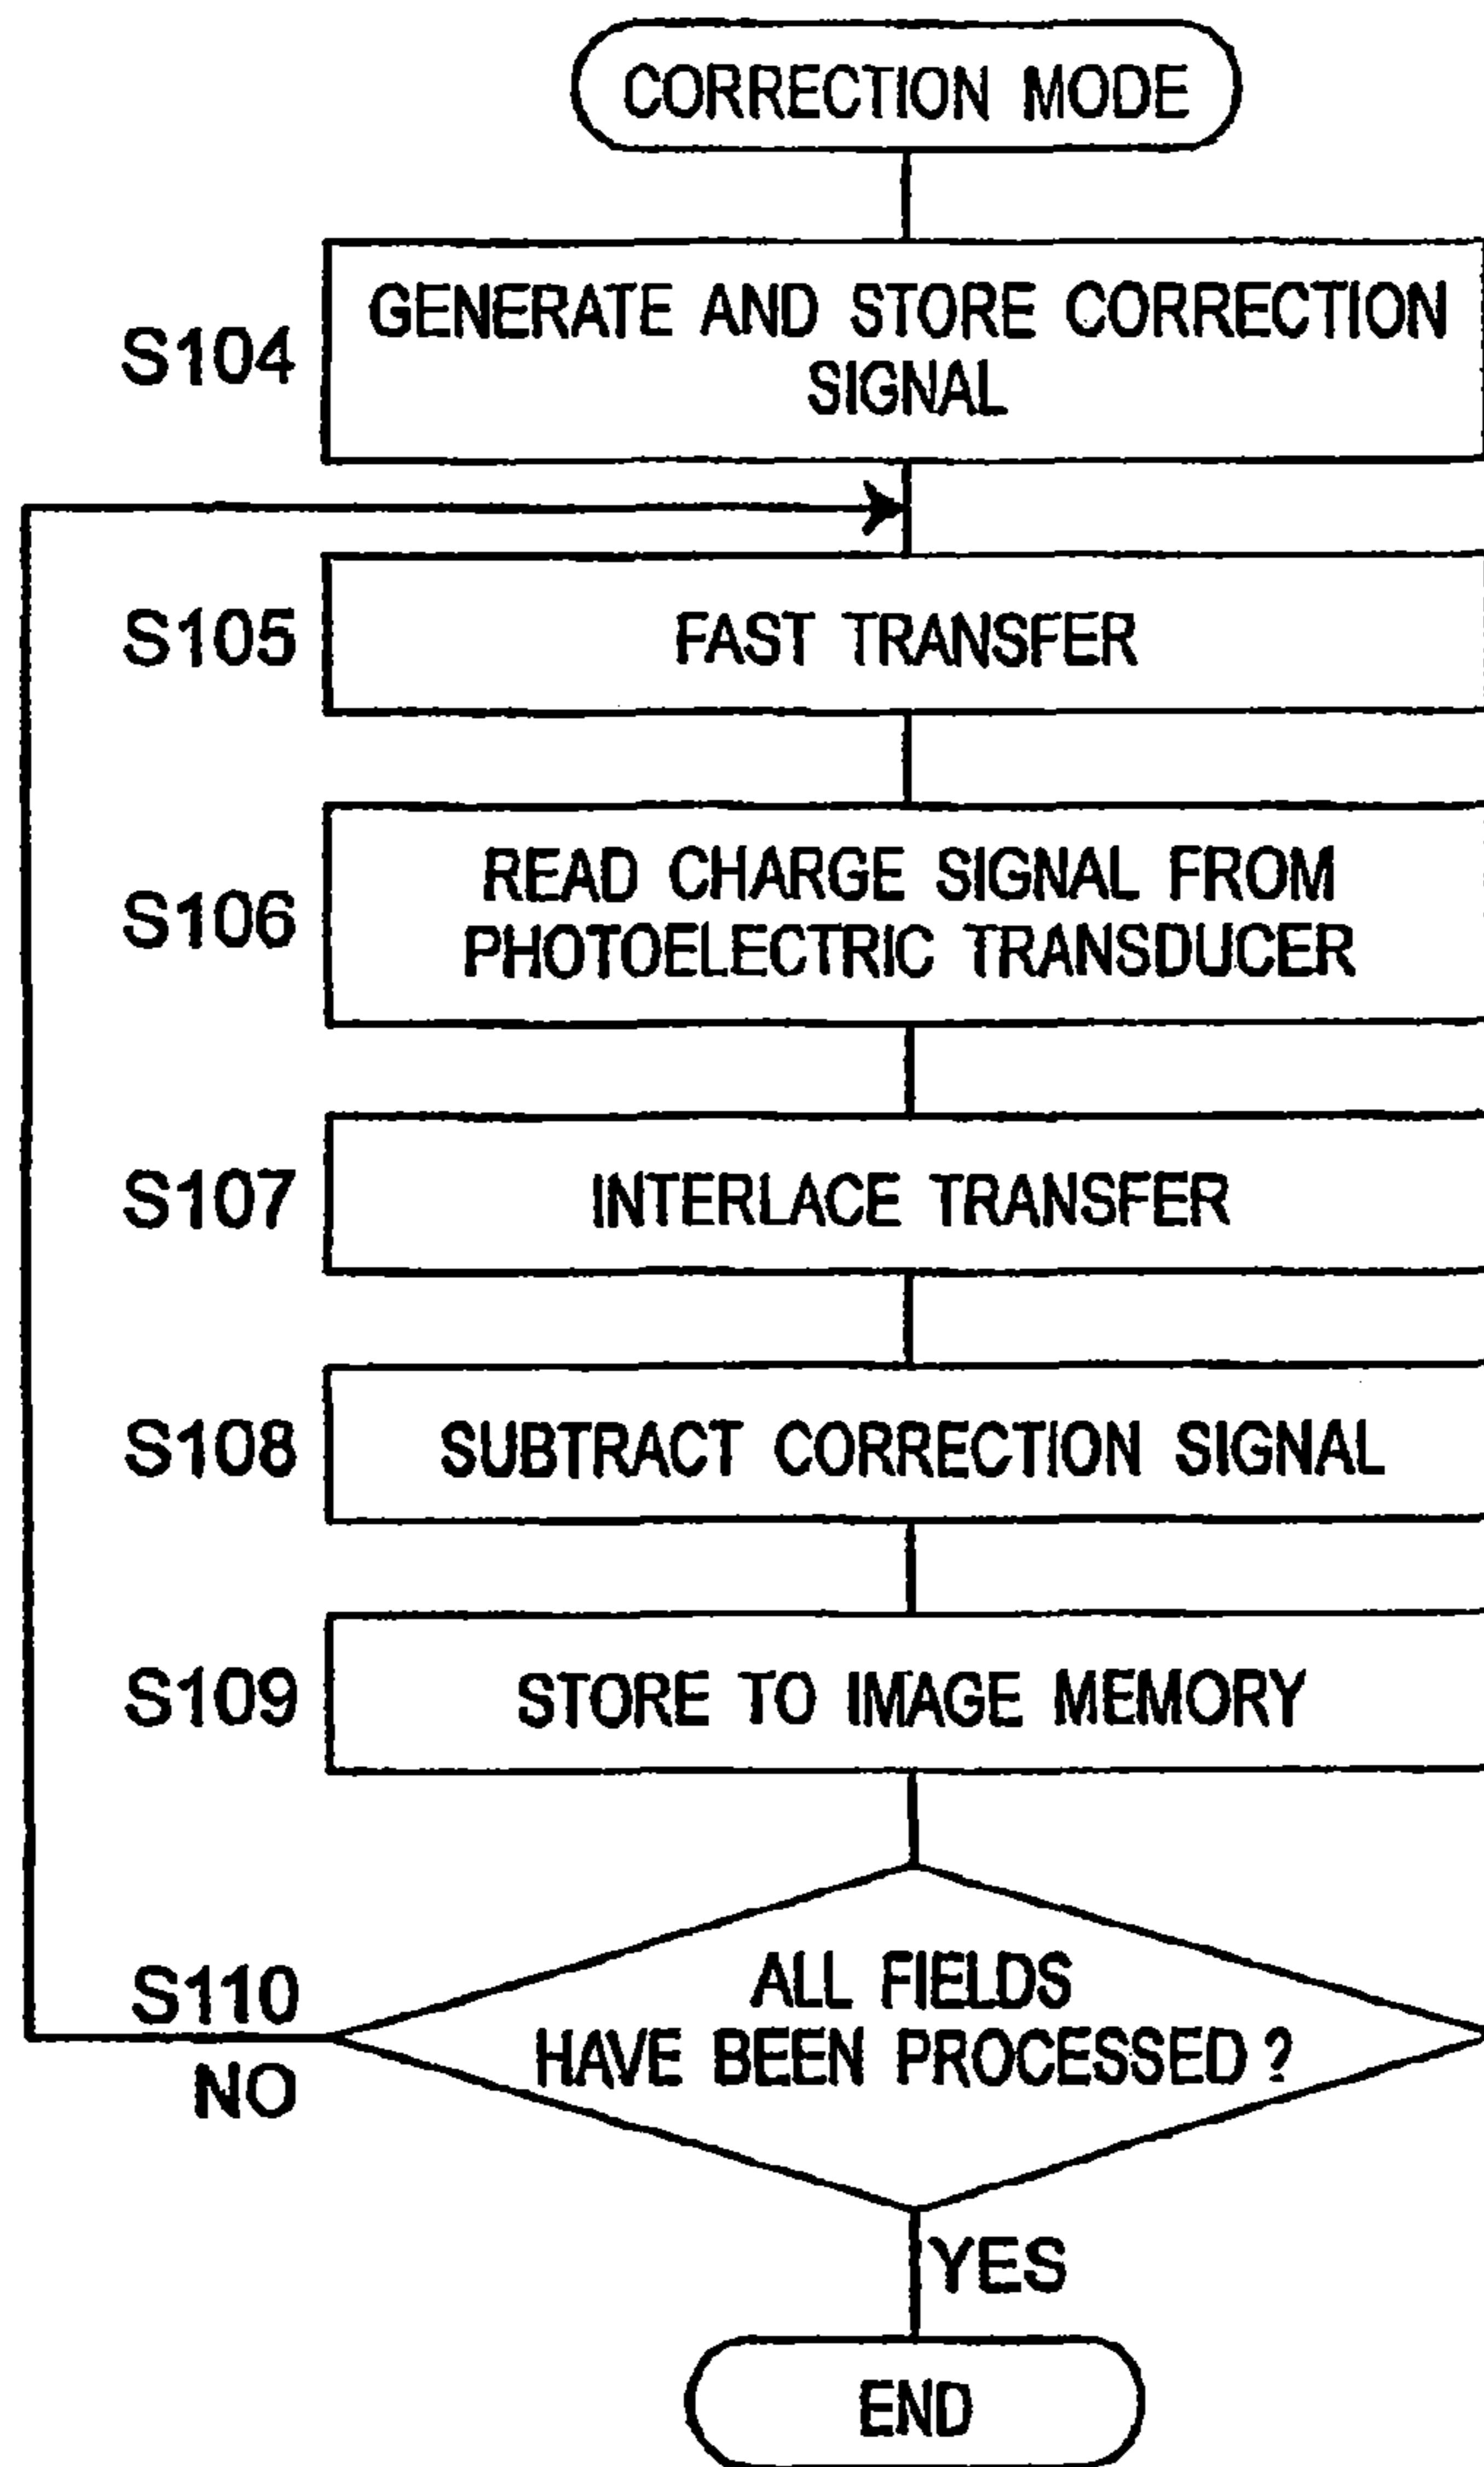 CORRECTION MODE
S104
GENERATE AND STORE CORRECTION
SIGNAL
S105
FAST TRANSFER
S106
READ CHARGE SIGNAL FROM
PHOTOELECTRIC TRANSDUCER
S107
INTERLACE TRANSFER
S108
SUBTRACT CORRECTION SIGNAL
S109
STORE TO IMAGE MEMORY
S110
ALL FIELDS
HAVE BEEN PROCESSED?
NO
YES
END